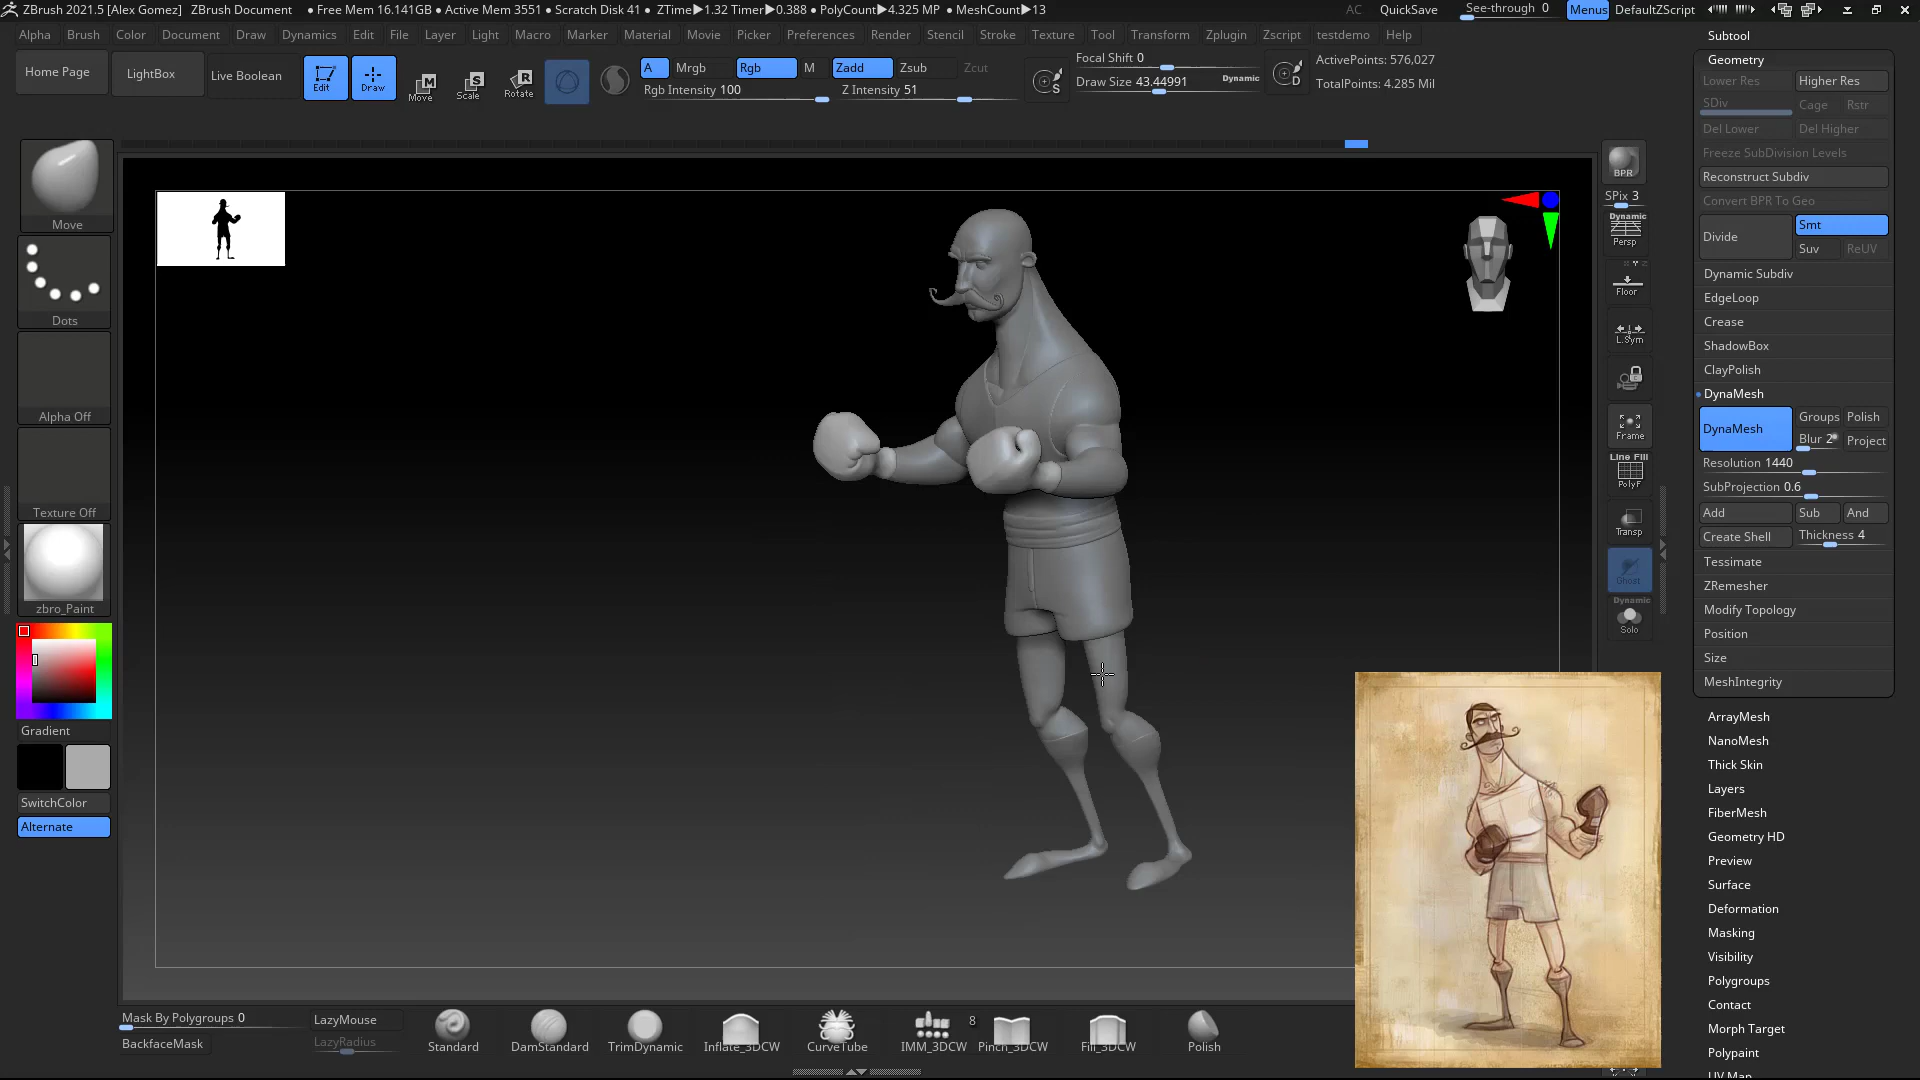 ZBrush 2021.5 [Alex Gomez] ZBrush Document • Free Mem 16.141GB • Active Mem 3551 • Scratch Disk 41 • ZTime▶1.32 Timer▶0.388 • PolyCount▶4.325 MP • MeshCount▶13 AC QuickSave See-through 0 Menus DefaultZScript
Alpha Brush Color Document Draw Dynamics Edit File Layer Light Macro Marker Material Movie Picker Preferences Render Stencil Stroke Texture Tool Transform Zplugin Zscript testdemo Help
Home Page
LightBox
Live Boolean
Edit
Draw
Move
Scale
Rotate
A Mrgb Rgb M Zadd Zsub Zcut
Rgb Intensity 100 Z Intensity 51
S
Focal Shift 0
Draw Size 43.44991 Dynamic
D
ActivePoints: 576,027
TotalPoints: 4.285 Mil
Move
Dots
Alpha Off
Texture Off
zbro_Paint
Gradient
SwitchColor
Alternate
BPR
SPix 3
Dynamic
Persp
Floor
L.Sym
Frame
Line Fill
PolyF
Transp
Ghost
Dynamic
Solo
Subtool
Geometry
Lower Res Higher Res
SDiv Cage Rstr
Del Lower Del Higher
Freeze SubDivision Levels
Reconstruct Subdiv
Convert BPR To Geo
Divide Smt
Suv ReUV
Dynamic Subdiv
EdgeLoop
Crease
ShadowBox
ClayPolish
DynaMesh
DynaMesh Groups Polish
Blur 2 Project
Resolution 1440
SubProjection 0.6
Add Sub And
Create Shell Thickness 4
Tessimate
ZRemesher
Modify Topology
Position
Size
MeshIntegrity
ArrayMesh
NanoMesh
Thick Skin
Layers
FiberMesh
Geometry HD
Preview
Surface
Deformation
Masking
Visibility
Polygroups
Contact
Morph Target
Polypaint
UV Map
Mask By Polygroups 0
BackfaceMask
LazyMouse
LazyRadius
Standard DamStandard TrimDynamic Inflate_3DCW CurveTube IMM_3DCW 8 Pinch_3DCW Fill_3DCW Polish